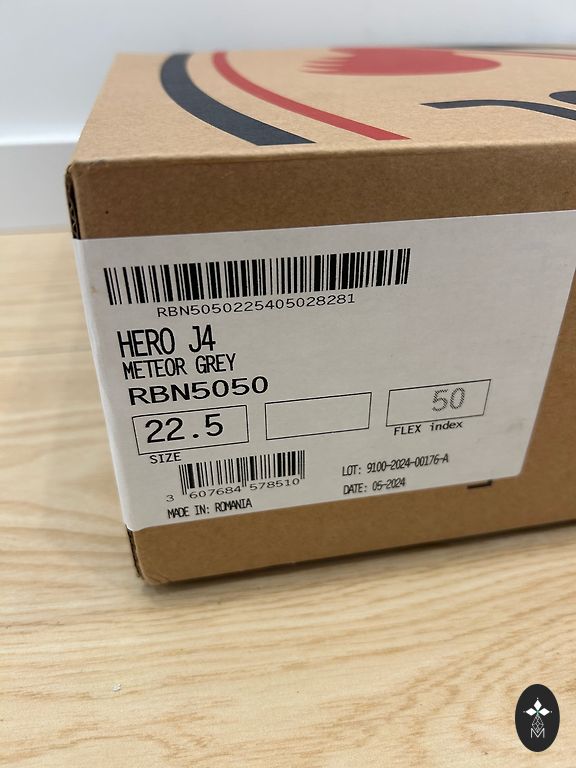 RBN5050225405028281
HERO J4
METEOR GREY
RBN5050
22.5
50
SIZE
FLEX index
3 607684 578510
LOT: 9100-2024-00176-A
DATE: 05-2024
MADE IN: ROMANIA
M